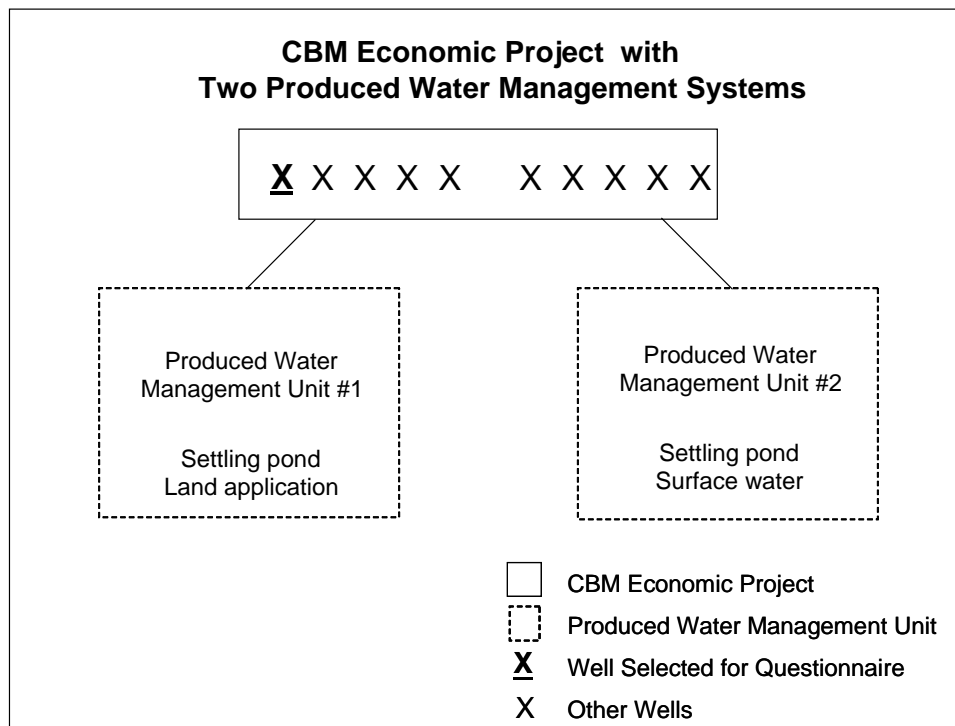 CBM Economic Project with
Two Produced Water Management Systems
X X X X X X X X X X
Produced Water
Management Unit #1
Settling pond
Land application
Produced Water
Management Unit #2
Settling pond
Surface water
CBM Economic Project
Produced Water Management Unit
X Well Selected for Questionnaire
X Other Wells